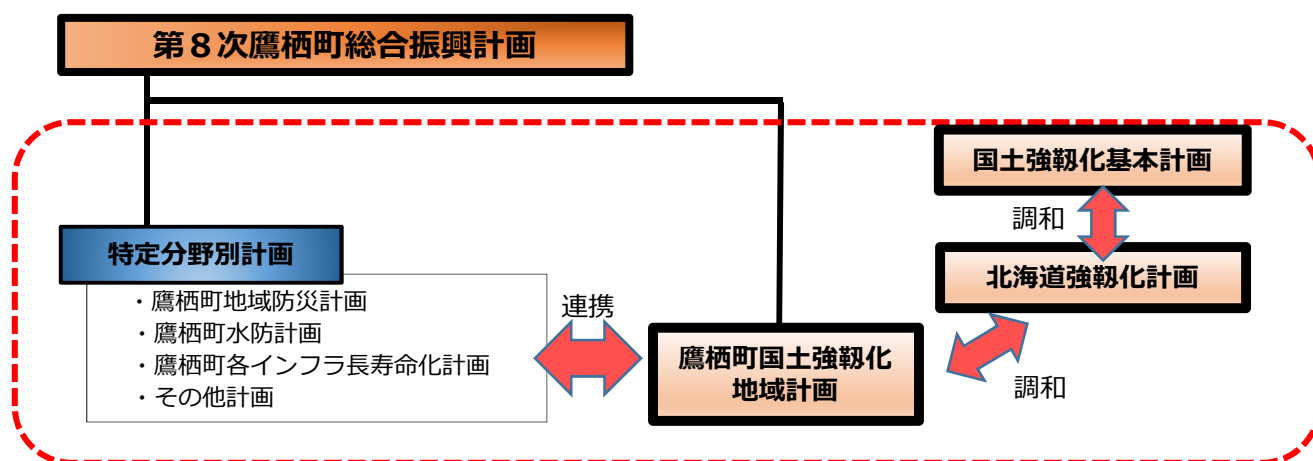 第8次鷹栖町総合振興計画
国土強靱化基本計画
調和
北海道強靱化計画
特定分野別計画
・鷹栖町地域防災計画
・鷹栖町水防計画
・鷹栖町各インフラ長寿命化計画
・その他計画
連携
鷹栖町国土強靱化
地域計画
調和